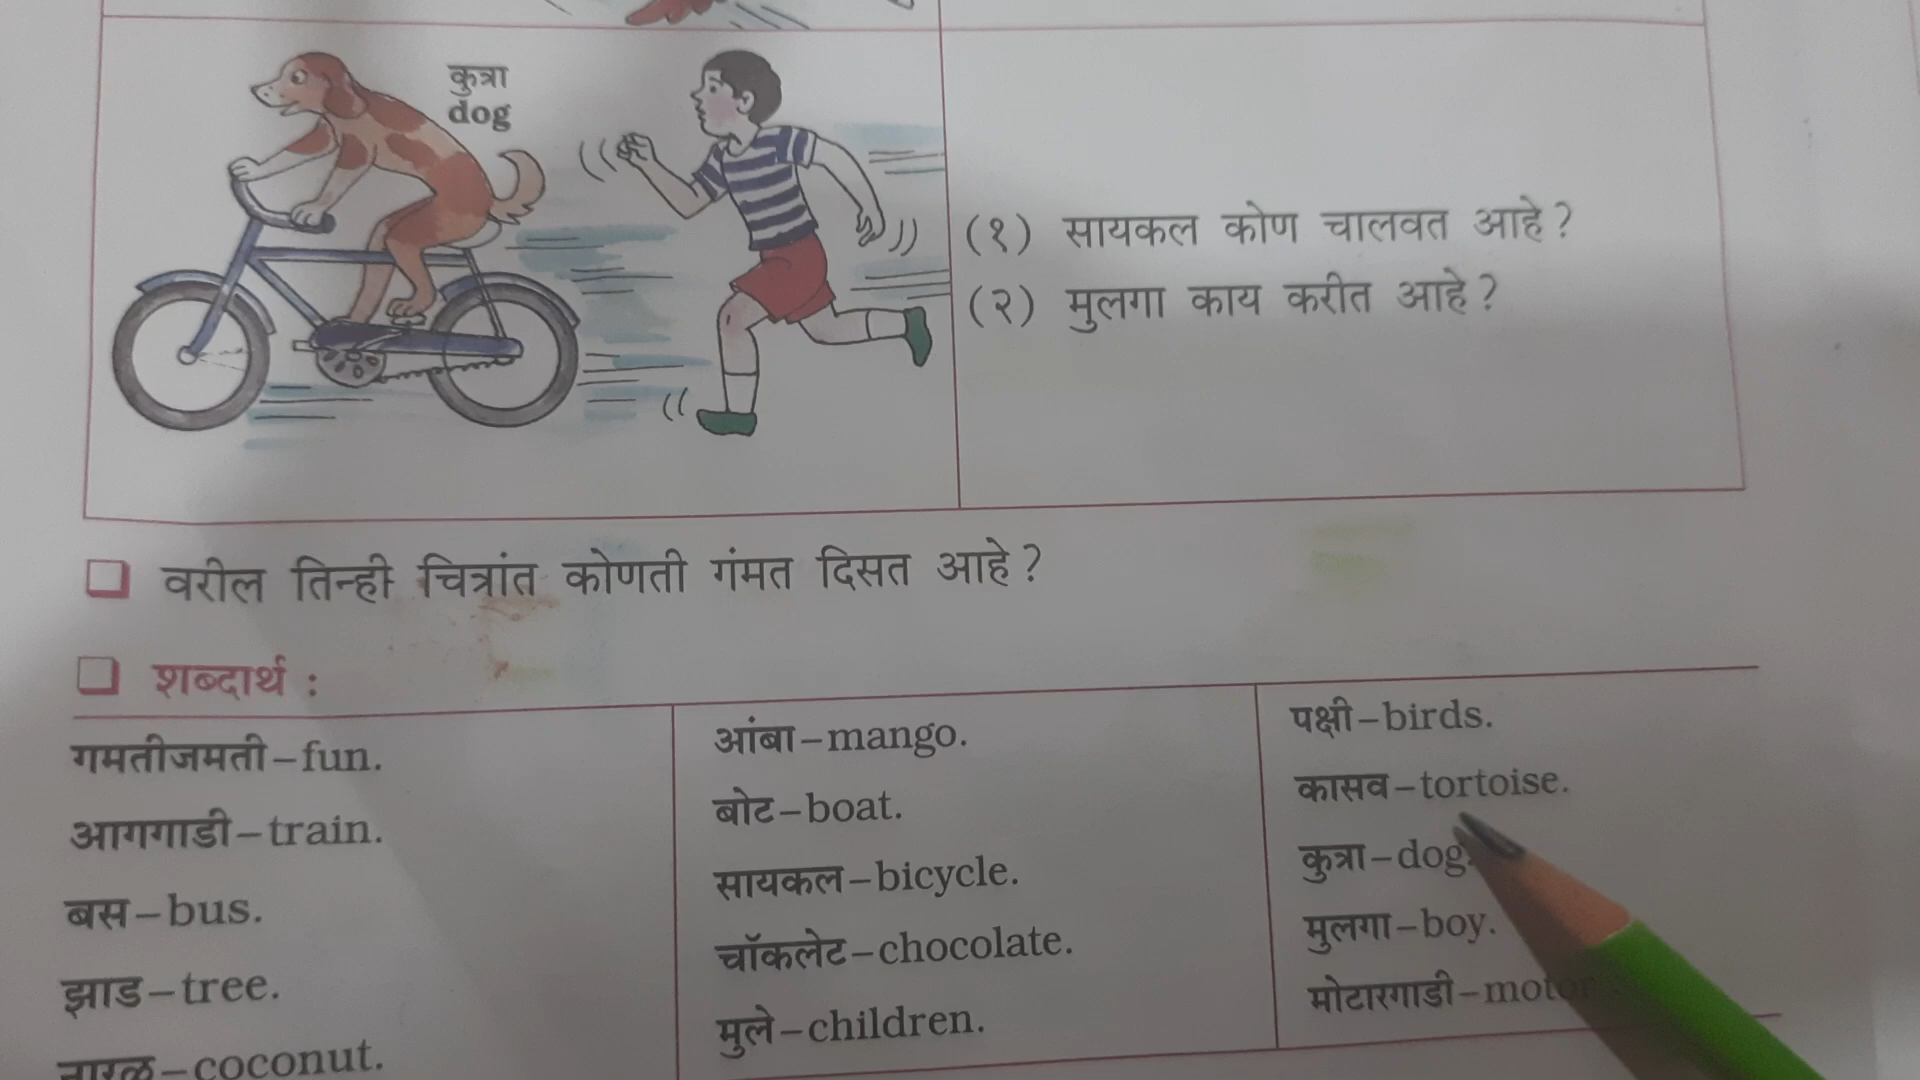 कुत्रा
dog
(१) सायकल कोण चालवत आहे?
(२) मुलगा काय करीत आहे?
वरील तिन्ही चित्रांत कोणती गंमत दिसत आहे?
शब्दार्थ :
गमतीजमती–fun.
आगगाडी–train.
बस–bus.
झाड–tree.
–coconut.
आंबा–mango.
बोट–boat.
सायकल–bicycle.
चॉकलेट–chocolate.
मुले–children.
पक्षी–birds.
कासव–tortoise.
कुत्रा–dog.
मुलगा–boy.
मोटारगाडी–motor